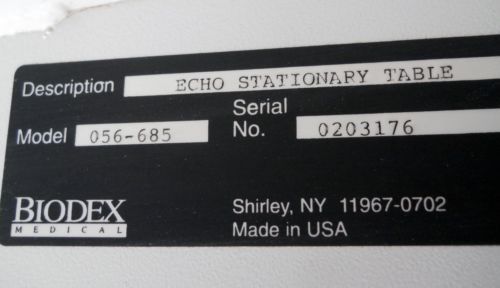 Description ECHO STATIONARY TABLE
Model 056-685 Serial No. 0203176
BIODEX
MEDICAL
Shirley, NY 11967-0702
Made in USA